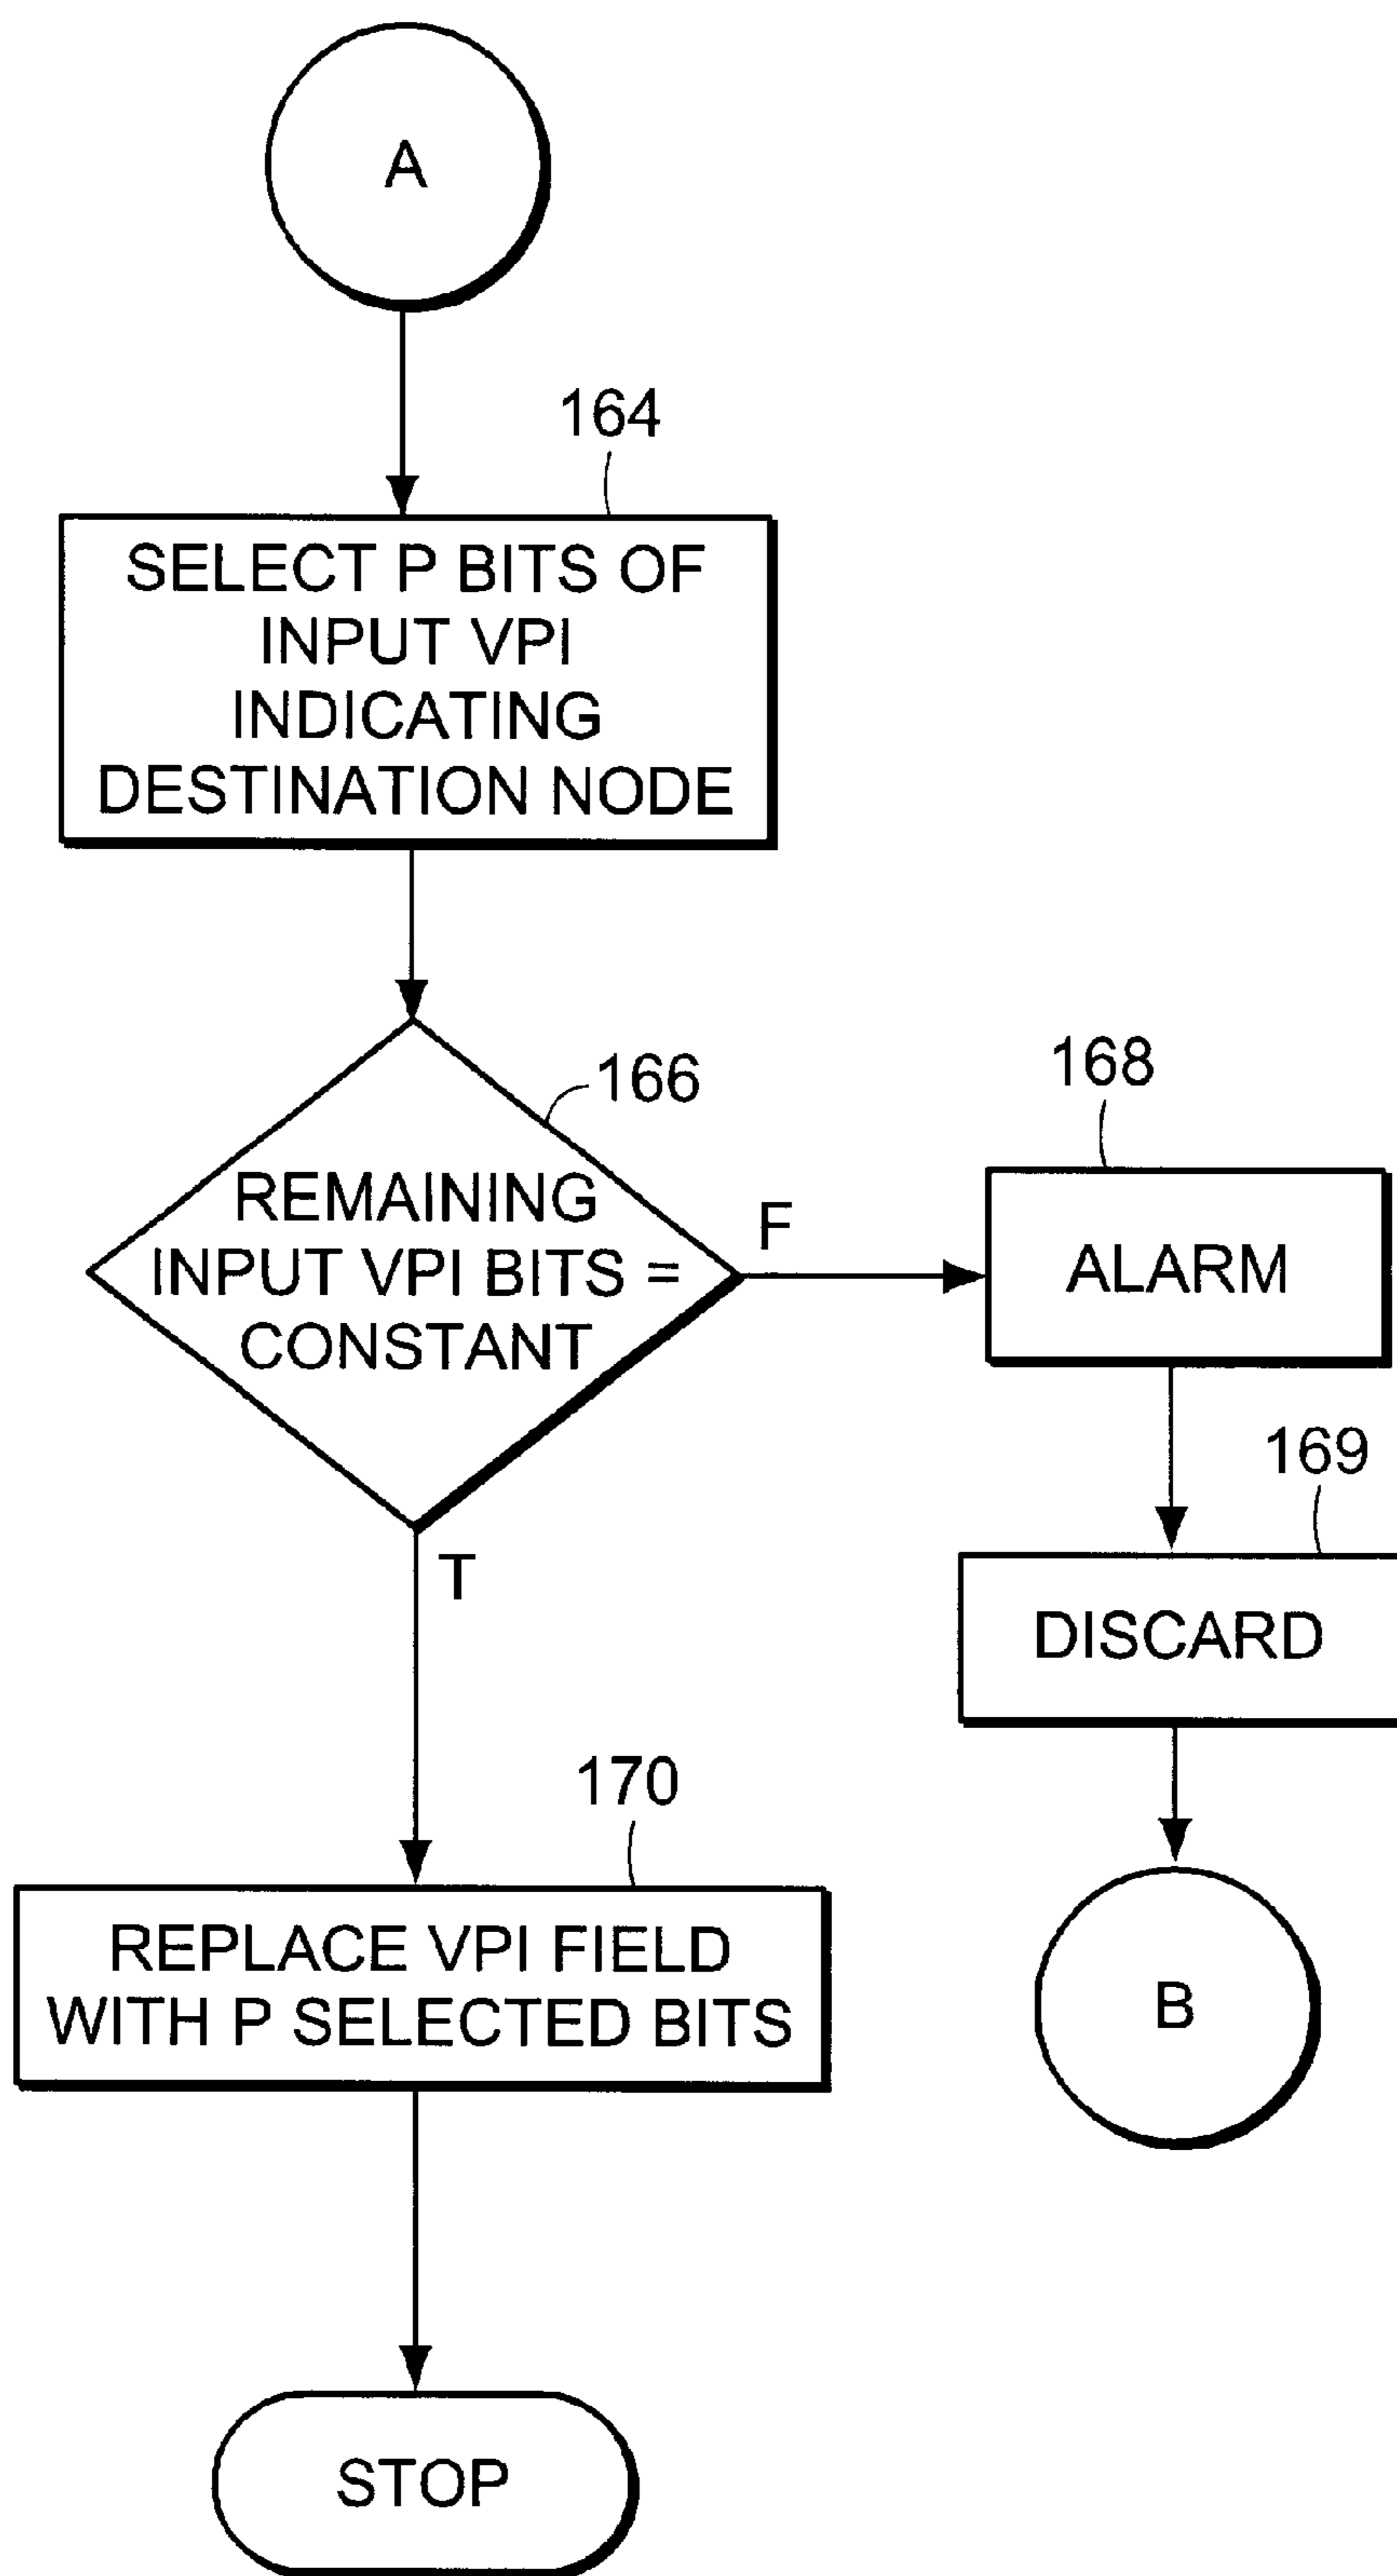 A
164
SELECT P BITS OF
INPUT VPI
INDICATING
DESTINATION NODE
166
REMAINING
INPUT VPI BITS =
CONSTANT
F
168
ALARM
169
DISCARD
T
170
REPLACE VPI FIELD
WITH P SELECTED BITS
B
STOP